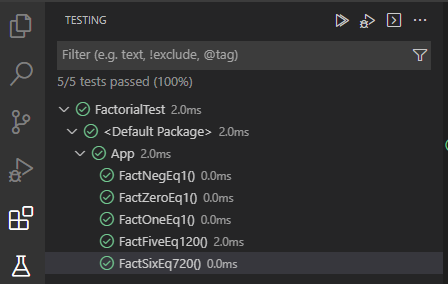 TESTING
Filter (e.g. text, !exclude, @tag)
5/5 tests passed (100%)
FactorialTest 2.0ms
<Default Package> 2.0ms
App 2.0ms
FactNegEq1() 0.0ms
FactZeroEq1() 0.0ms
FactOneEq1() 0.0ms
FactFiveEq120() 2.0ms
FactSixEq720() 0.0ms